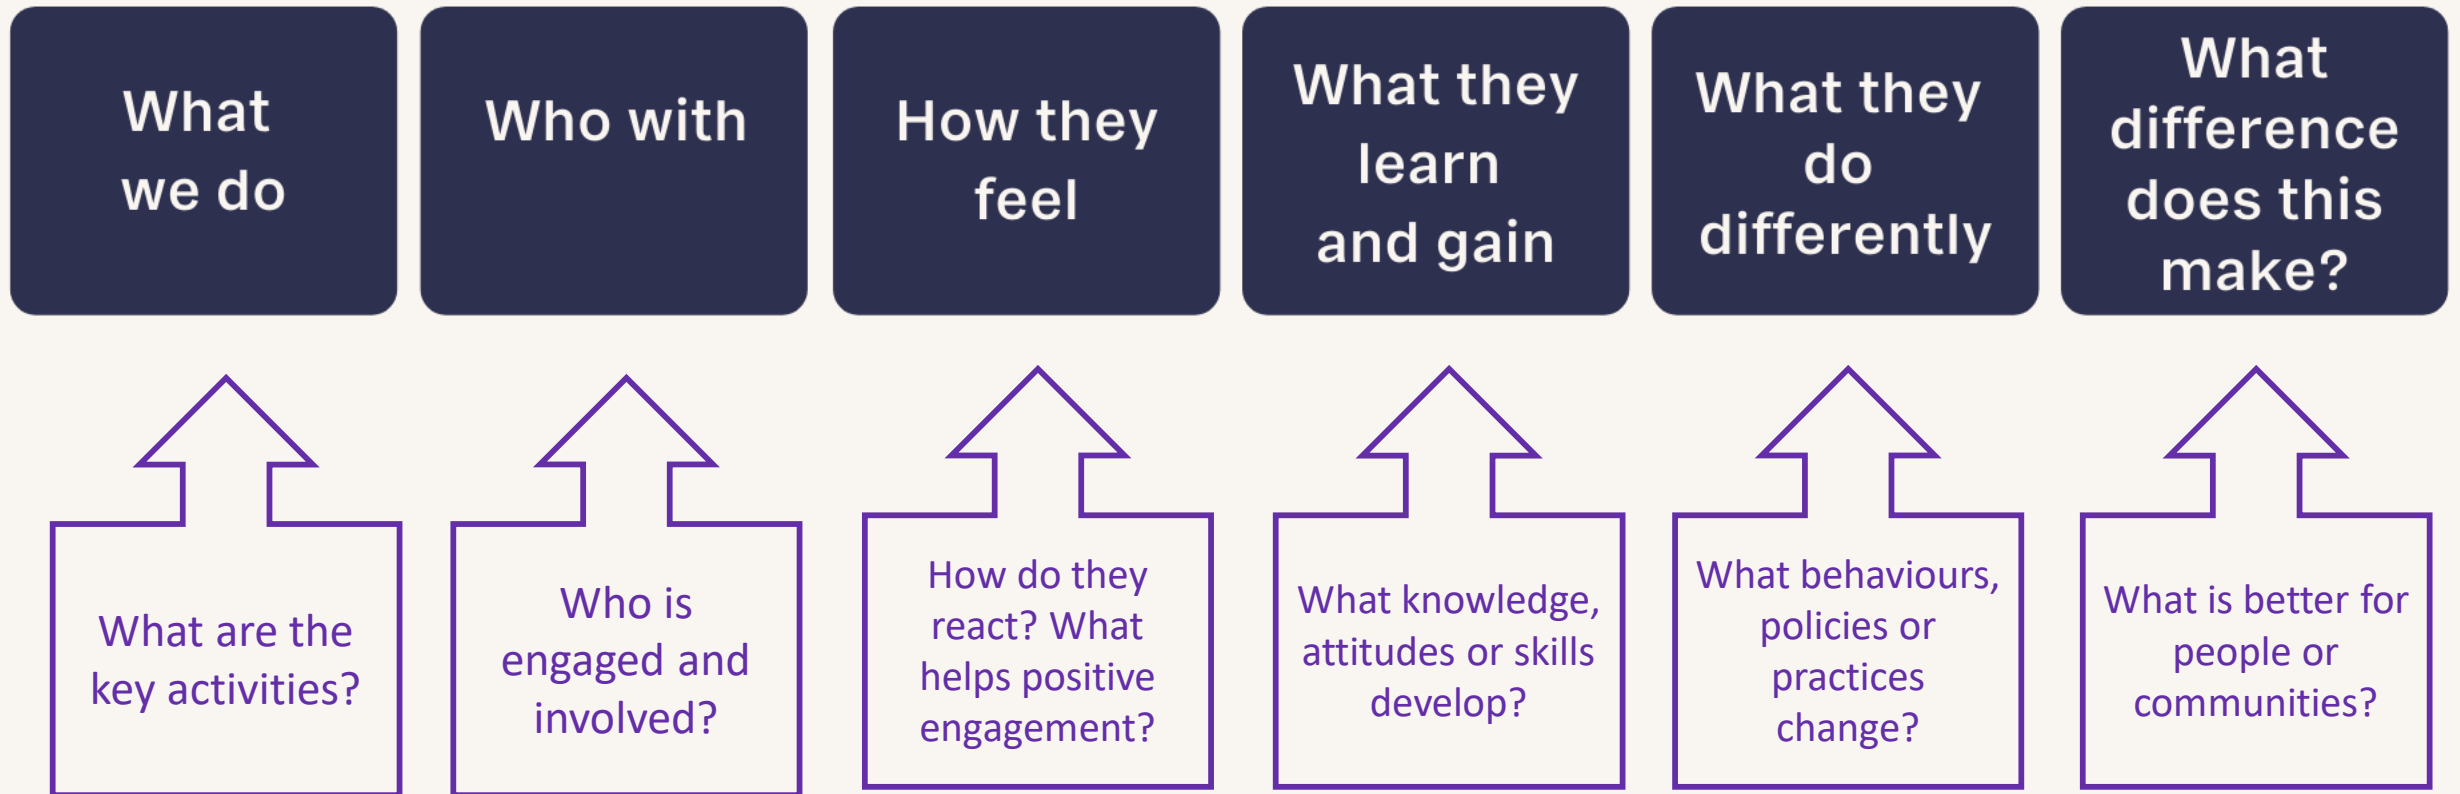 What
we do
Who with
How they
feel
What they
learn
and gain
What they
do
differently
What
difference
does this
make?
What are the
key activities?
Who is
engaged and
involved?
How do they
react? What
helps positive
engagement?
What knowledge,
attitudes or skills
develop?
What behaviours,
policies or
practices
change?
What is better for
people or
communities?